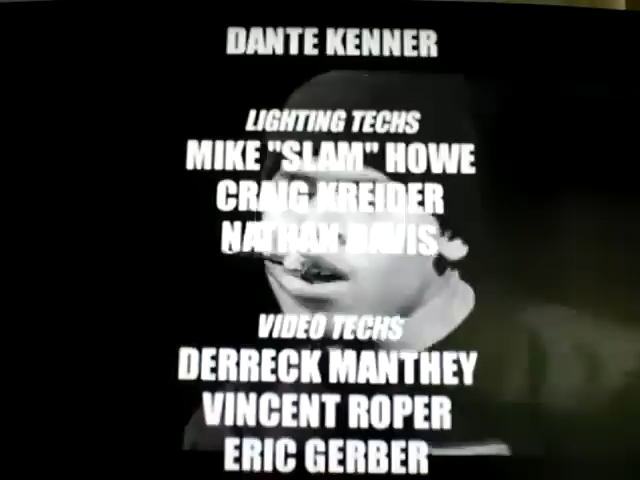 DANTE KENNER
LIGHTING TECHS
MIKE "SLAM" HOWE
CRAIG KREIDER
NATHAN DAVIS
VIDEO TECHS
DERRECK MANTHEY
VINCENT ROPER
ERIC GERBER